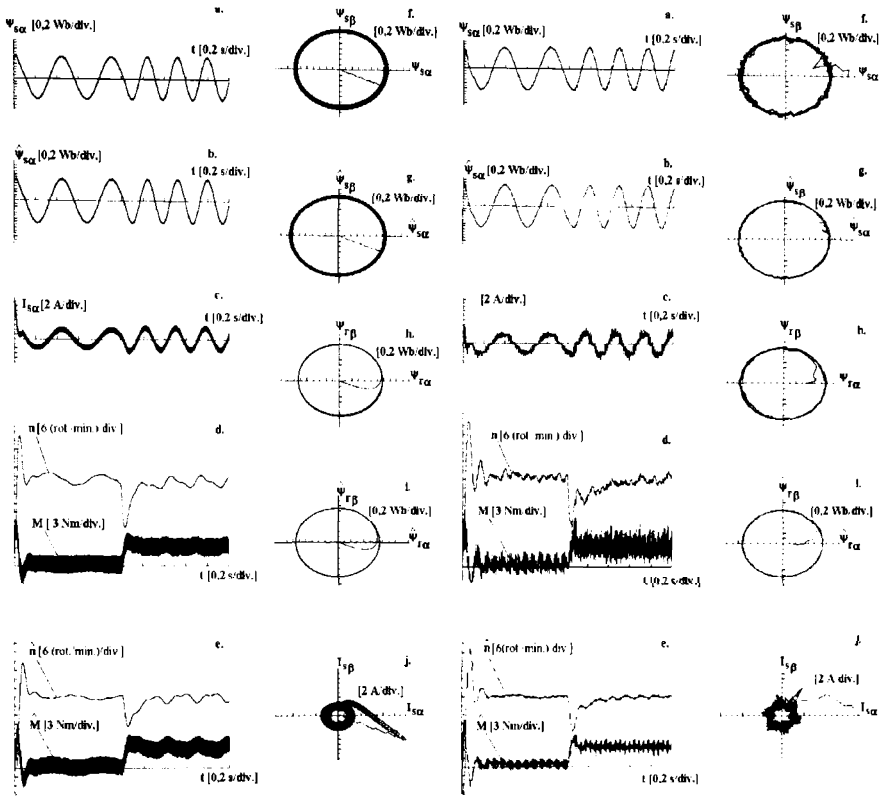 a.
Ψsα [0,2 Wb/div.]
t [0.2 s/div.]
b.
Ψ̂sα [0,2 Wb/div.]
t [0.2 s/div.]
c.
Isα [2 A/div.]
t [0.2s/div.]
d.
n [6 (rot./min.) div]
M [3 Nm/div.]
t [0.2 s/div.]
e.
n [6 (rot./min.)/div]
M [3 Nm/div.]
t [0.2 s/div.]
f.
Ψsβ
[0,2 Wb/div.]
Ψsα
g.
Ψ̂sβ
[0,2 Wb/div.]
Ψ̂sα
h.
Ψrβ
[0,2 Wb/div.]
Ψrα
i.
Ψ̂rβ
[0,2 Wb/div.]
Ψ̂rα
j.
Isβ
[2 A/div.]
Isα
a.
Ψsα [0,2 Wb/div.]
t [0.2 s/div.]
b.
Ψ̂sα [0,2 Wb/div.]
t [0,2 s/div.]
c.
[2 A/div.]
t [0,2s/div.]
d.
n [6 (rot./min.) div]
M [3 Nm/div.]
t [0,2 s/div.]
e.
n [6(rot./min.) div]
M [3 Nm/div.]
t [0,2 s/div.]
f.
Ψsβ
[0,2 Wb/div.]
Ψsα
g.
Ψ̂sβ
[0,2 Wb/div.]
Ψ̂sα
h.
Ψrβ
[0,2 Wb/div.]
Ψrα
i.
Ψ̂rβ
[0,2 Wb/div.]
Ψ̂rα
j.
Isβ
[2 A div.]
Isα